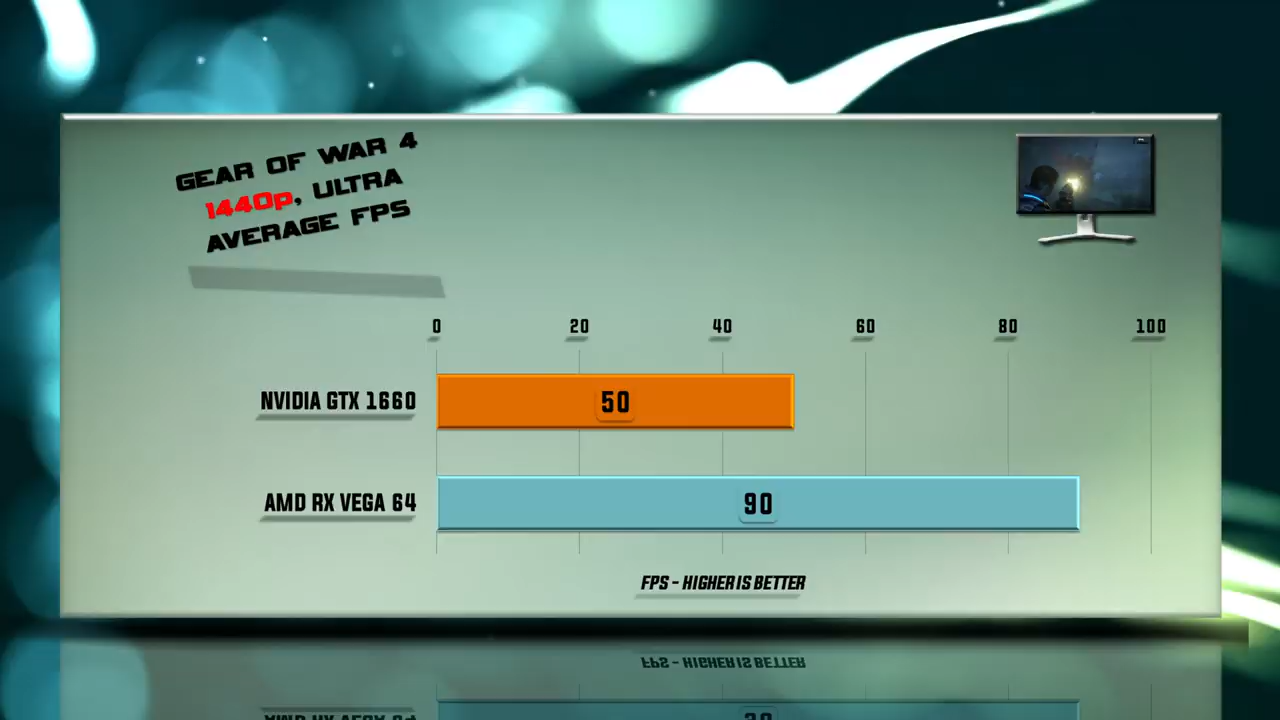 GEAR OF WAR 4
1440p, ULTRA
AVERAGE FPS
0 20 40 60 80 100
NVIDIA GTX 1660
50
AMD RX VEGA 64
90
FPS - HIGHER IS BETTER